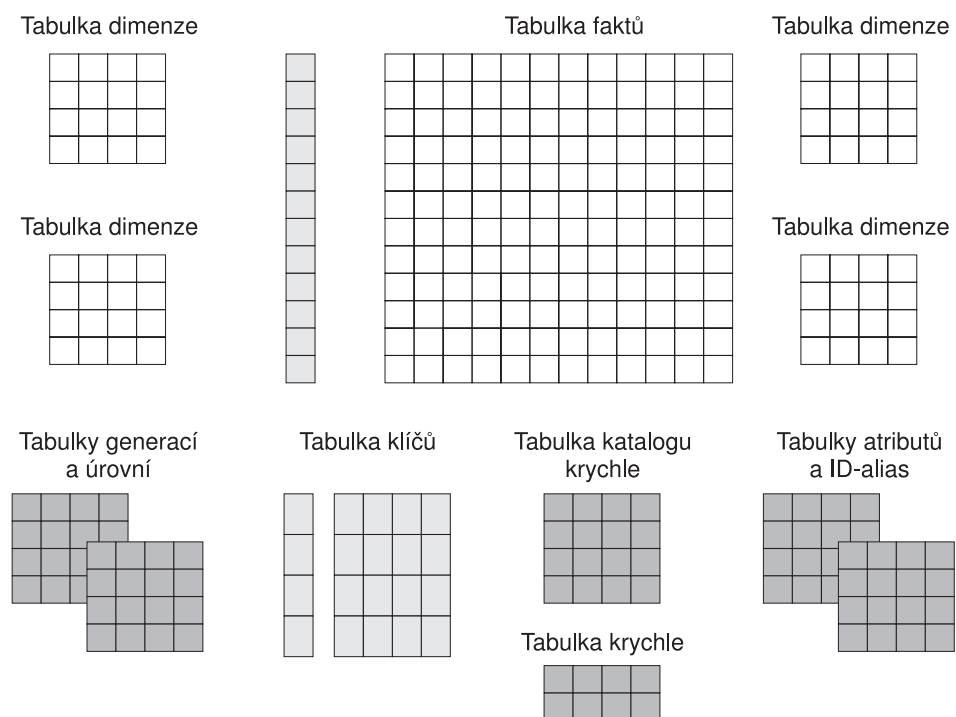 Tabulka dimenze
Tabulka faktů
Tabulka dimenze
Tabulka dimenze
Tabulka dimenze
Tabulky generací
a úrovní
Tabulka klíčů
Tabulka katalogu
krychle
Tabulky atributů
a ID-alias
Tabulka krychle